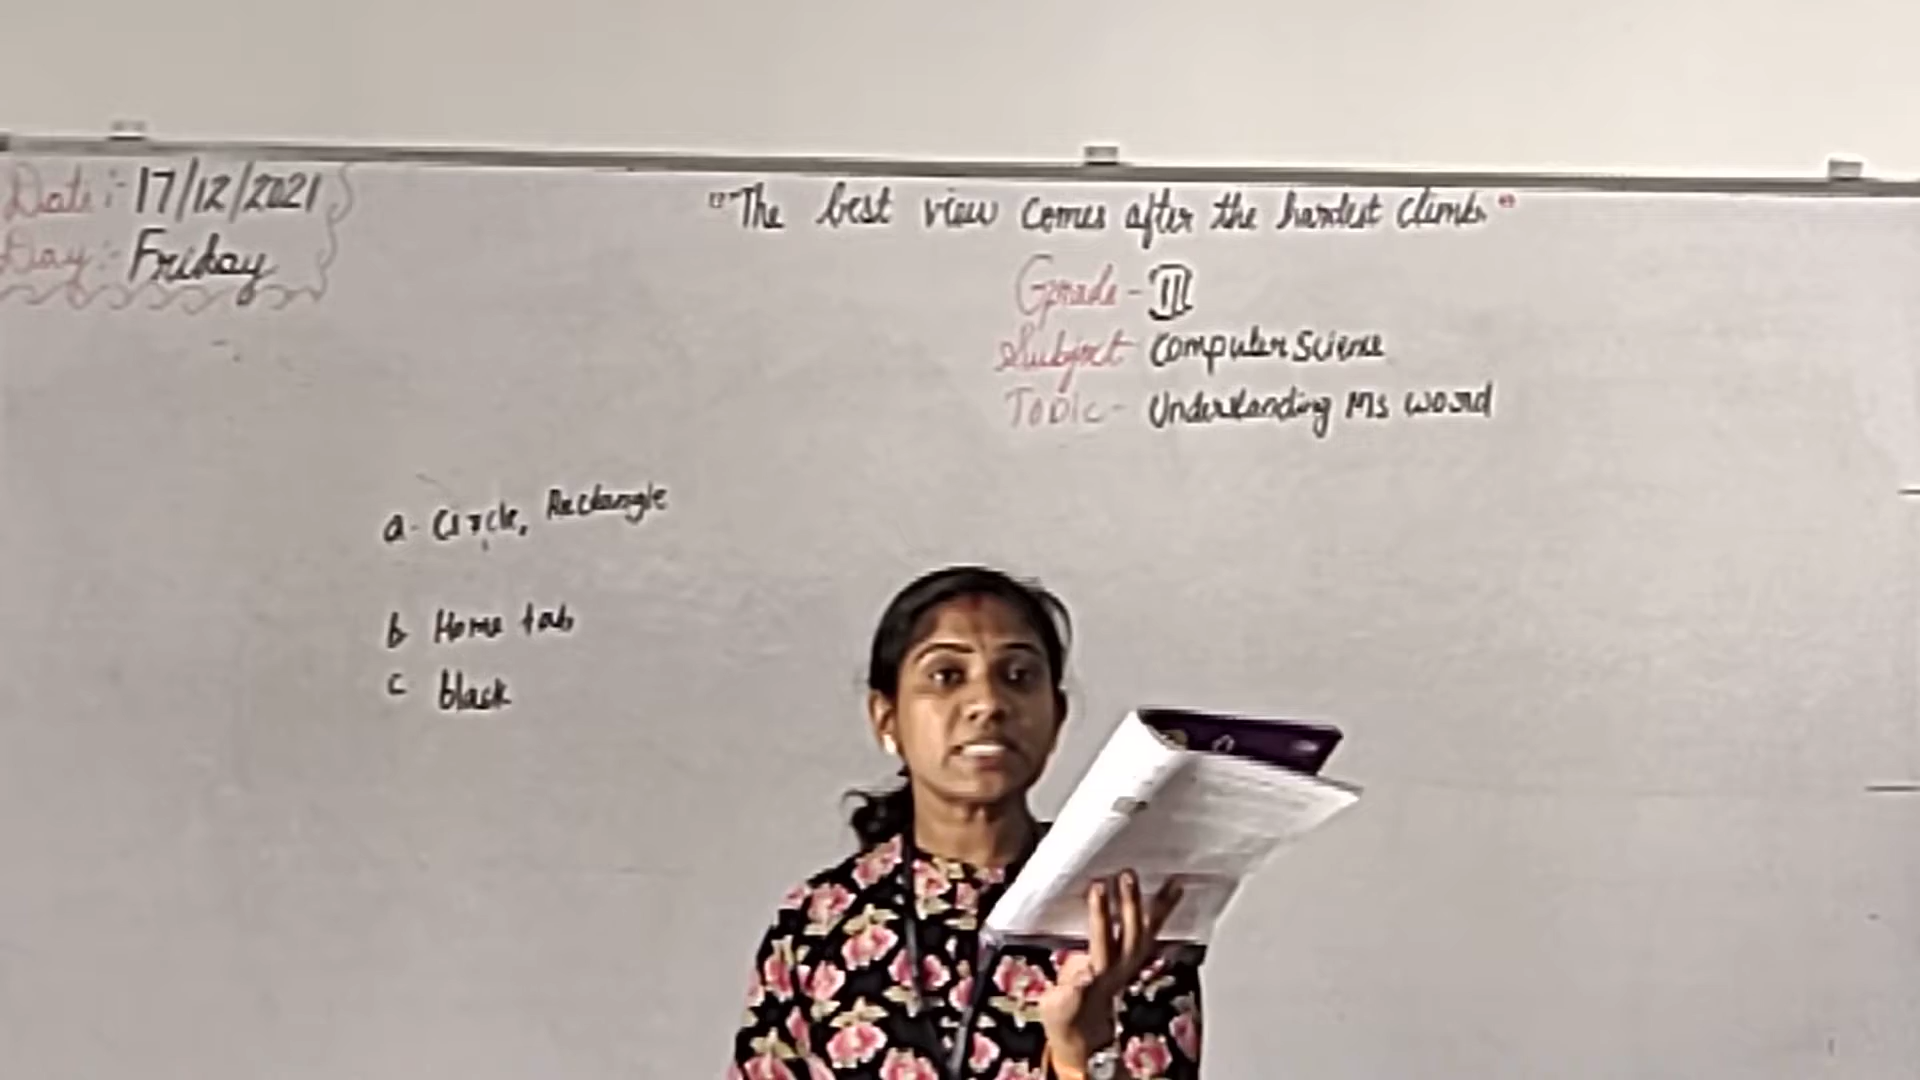 Date:- 17/12/2021
Day:- Friday
"The best view comes after the hardest climb"
Grade - III
Subject Computer Science
Topic - Understanding Ms word
a. Circle, Rectangle
b Home tab
c black